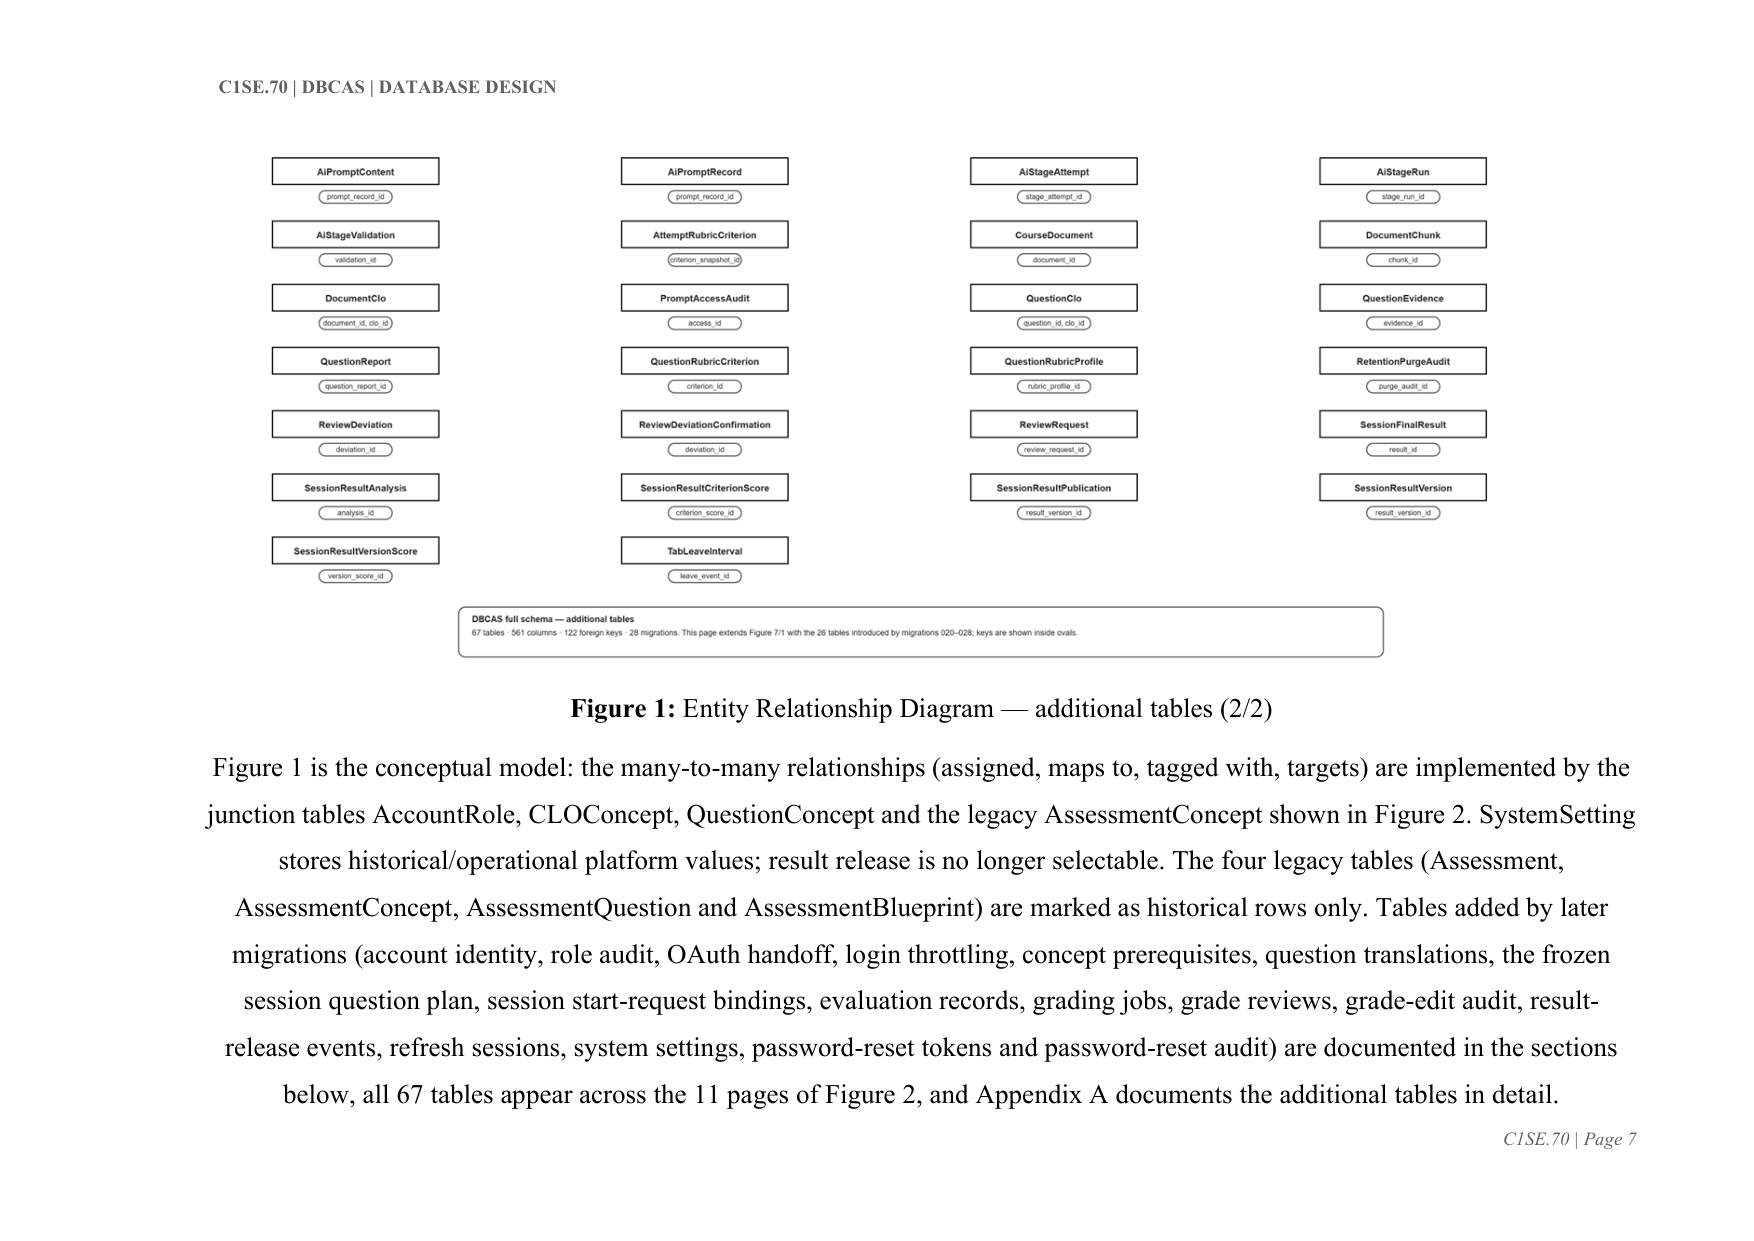 C1SE.70 | DBCAS | DATABASE DESIGN
AiPromptContent
AiPromptRecord
AiStageAttempt
AiStageRun
prompt_record_id
prompt_record_id
stage_attempt_id
stage_run_id
AiStageValidation
AttemptRubricCriterion
CourseDocument
DocumentChunk
validation_id
criterion_snapshot_id
document_id
chunk_id
DocumentClo
PromptAccessAudit
QuestionClo
QuestionEvidence
document_id, clo_id
access_id
question_id, clo_id
evidence_id
QuestionReport
QuestionRubricCriterion
QuestionRubricProfile
RetentionPurgeAudit
question_report_id
criterion_id
rubric_profile_id
purge_audit_id
ReviewDeviation
ReviewDeviationConfirmation
ReviewRequest
SessionFinalResult
deviation_id
deviation_id
review_request_id
result_id
SessionResultAnalysis
SessionResultCriterionScore
SessionResultPublication
SessionResultVersion
analysis_id
criterion_score_id
result_version_id
result_version_id
SessionResultVersionScore
TabLeaveInterval
version_score_id
leave_event_id
DBCAS full schema — additional tables
67 tables · 561 columns · 122 foreign keys · 28 migrations. This page extends Figure 7/1 with the 26 tables introduced by migrations 020–028; keys are shown inside ovals.
Figure 1: Entity Relationship Diagram — additional tables (2/2)
Figure 1 is the conceptual model: the many-to-many relationships (assigned, maps to, tagged with, targets) are implemented by the
junction tables AccountRole, CLOConcept, QuestionConcept and the legacy AssessmentConcept shown in Figure 2. SystemSetting
stores historical/operational platform values; result release is no longer selectable. The four legacy tables (Assessment,
AssessmentConcept, AssessmentQuestion and AssessmentBlueprint) are marked as historical rows only. Tables added by later
migrations (account identity, role audit, OAuth handoff, login throttling, concept prerequisites, question translations, the frozen
session question plan, session start-request bindings, evaluation records, grading jobs, grade reviews, grade-edit audit, result-
release events, refresh sessions, system settings, password-reset tokens and password-reset audit) are documented in the sections
below, all 67 tables appear across the 11 pages of Figure 2, and Appendix A documents the additional tables in detail.
C1SE.70 | Page 7